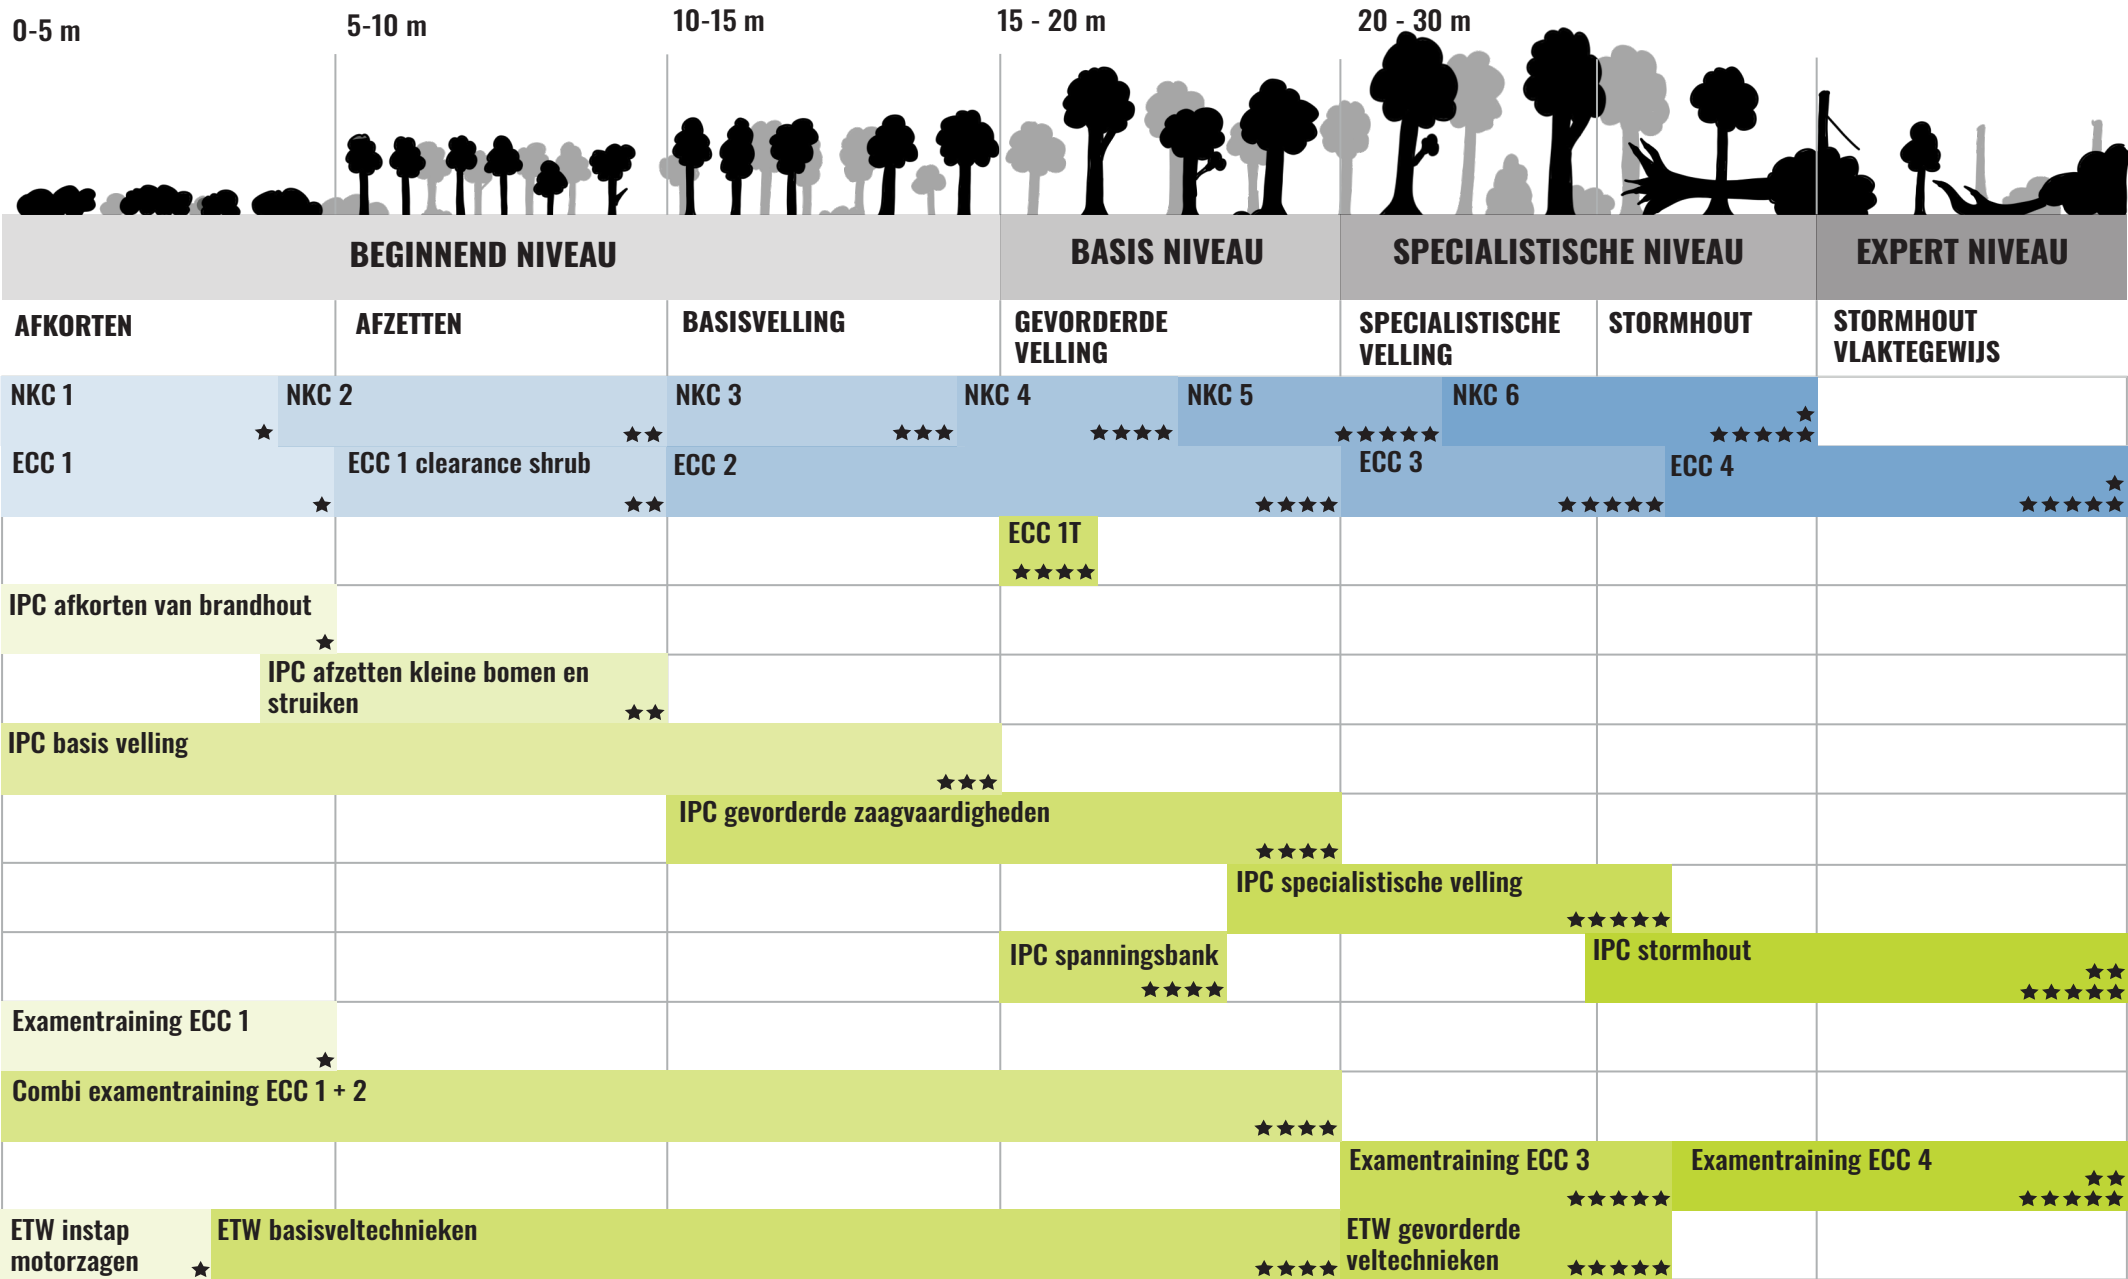 0-5 m
5-10 m
10-15 m
15 - 20 m
20 - 30 m
BEGINNEND NIVEAU
BASIS NIVEAU
SPECIALISTISCHE NIVEAU
EXPERT NIVEAU
AFKORTEN
AFZETTEN
BASISVELLING
GEVORDERDE
VELLING
SPECIALISTISCHE
VELLING
STORMHOUT
STORMHOUT
VLAKTEGEWIJS
NKC 1
NKC 2
NKC 3
NKC 4
NKC 5
NKC 6
ECC 1
ECC 1 clearance shrub
ECC 2
ECC 3
ECC 4
ECC 1T
IPC afkorten van brandhout
IPC afzetten kleine bomen en
struiken
IPC basis velling
IPC gevorderde zaagvaardigheden
IPC specialistische velling
IPC spanningsbank
IPC stormhout
Examentraining ECC 1
Combi examentraining ECC 1 + 2
Examentraining ECC 3
Examentraining ECC 4
ETW instap
motorzagen
ETW basisveltechnieken
ETW gevorderde
veltechnieken